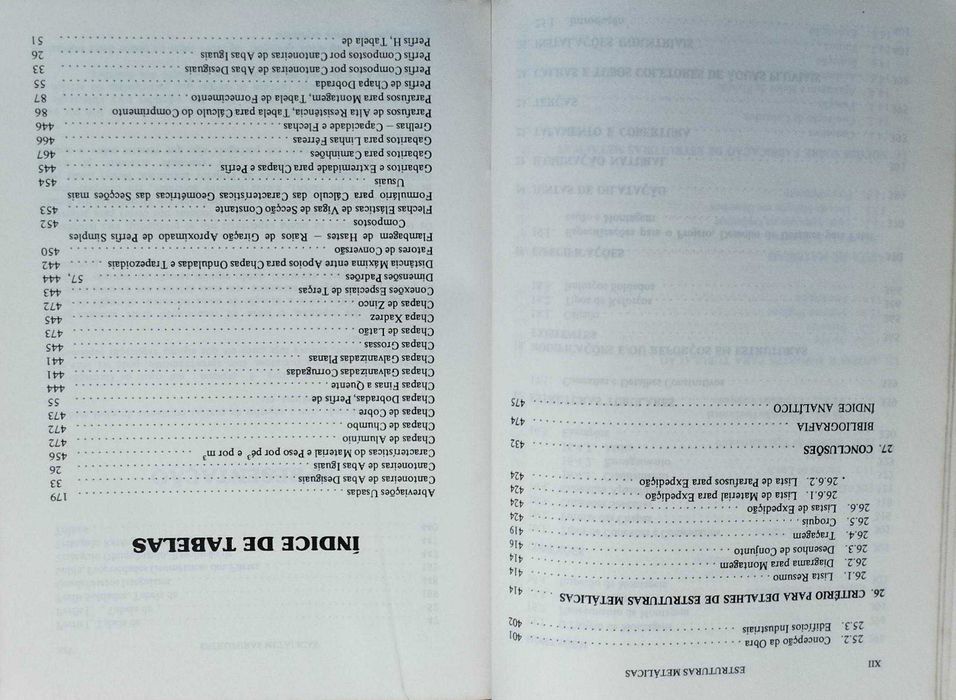 XII
ESTRUTURAS METÁLICAS
25.2. Concepção da Obra 401
25.3. Edifícios Industriais 402
26. CRITÉRIO PARA DETALHES DE ESTRUTURAS METÁLICAS 414
26.1. Lista Resumo 414
26.2. Diagrama para Montagem 414
26.3. Desenhos de Conjunto 416
26.4. Traçagem 419
26.5. Croquis 424
26.6. Listas de Expedição 424
26.6.1. Lista de Material para Expedição 424
26.6.2. Lista de Parafusos para Expedição 424
27. CONCLUSÕES 432
BIBLIOGRAFIA 474
ÍNDICE ANALÍTICO 475
ÍNDICE DE TABELAS
Abreviações Usadas 179
Cantoneiras de Abas Desiguais 33
Cantoneiras de Abas Iguais 26
Características do Material e Peso por pé³ e por m³ 456
Chapas de Alumínio 472
Chapas de Chumbo 472
Chapas de Cobre 473
Chapas Dobradas, Perfis de 55
Chapas Finas a Quente 444
Chapas Galvanizadas Corrugadas 441
Chapas Galvanizadas Planas 441
Chapas Grossas 445
Chapas de Latão 473
Chapa Xadrez 445
Chapas de Zinco 472
Conexões Especiais de Terças 443
Dimensões Padrões 57, 444
Distância Máxima entre Apoios para Chapas Onduladas e Trapezoidais 442
Fatores de Conversão 450
Flambagem de Hastes – Raios de Giração Aproximado de Perfis Simples
Compostos 452
Flechas Elásticas de Vigas de Secção Constante 453
Formulário para Cálculo das Características Geométricas das Secções mais
Usuais 454
Gabaritos e Extremidade para Chapas e Perfis 445
Gabaritos para Caminhões 467
Gabaritos para Linhas Férreas 466
Grelhas – Capacidade e Flechas 446
Parafusos de Alta Resistência, Tabela para Cálculo do Comprimento 86
Parafusos para Montagem, Tabela de Fornecimento 87
Perfis de Chapa Dobrada 55
Perfis Compostos por Cantoneiras de Abas Desiguais 33
Perfis Compostos por Cantoneiras de Abas Iguais 26
Perfis H, Tabela de 51